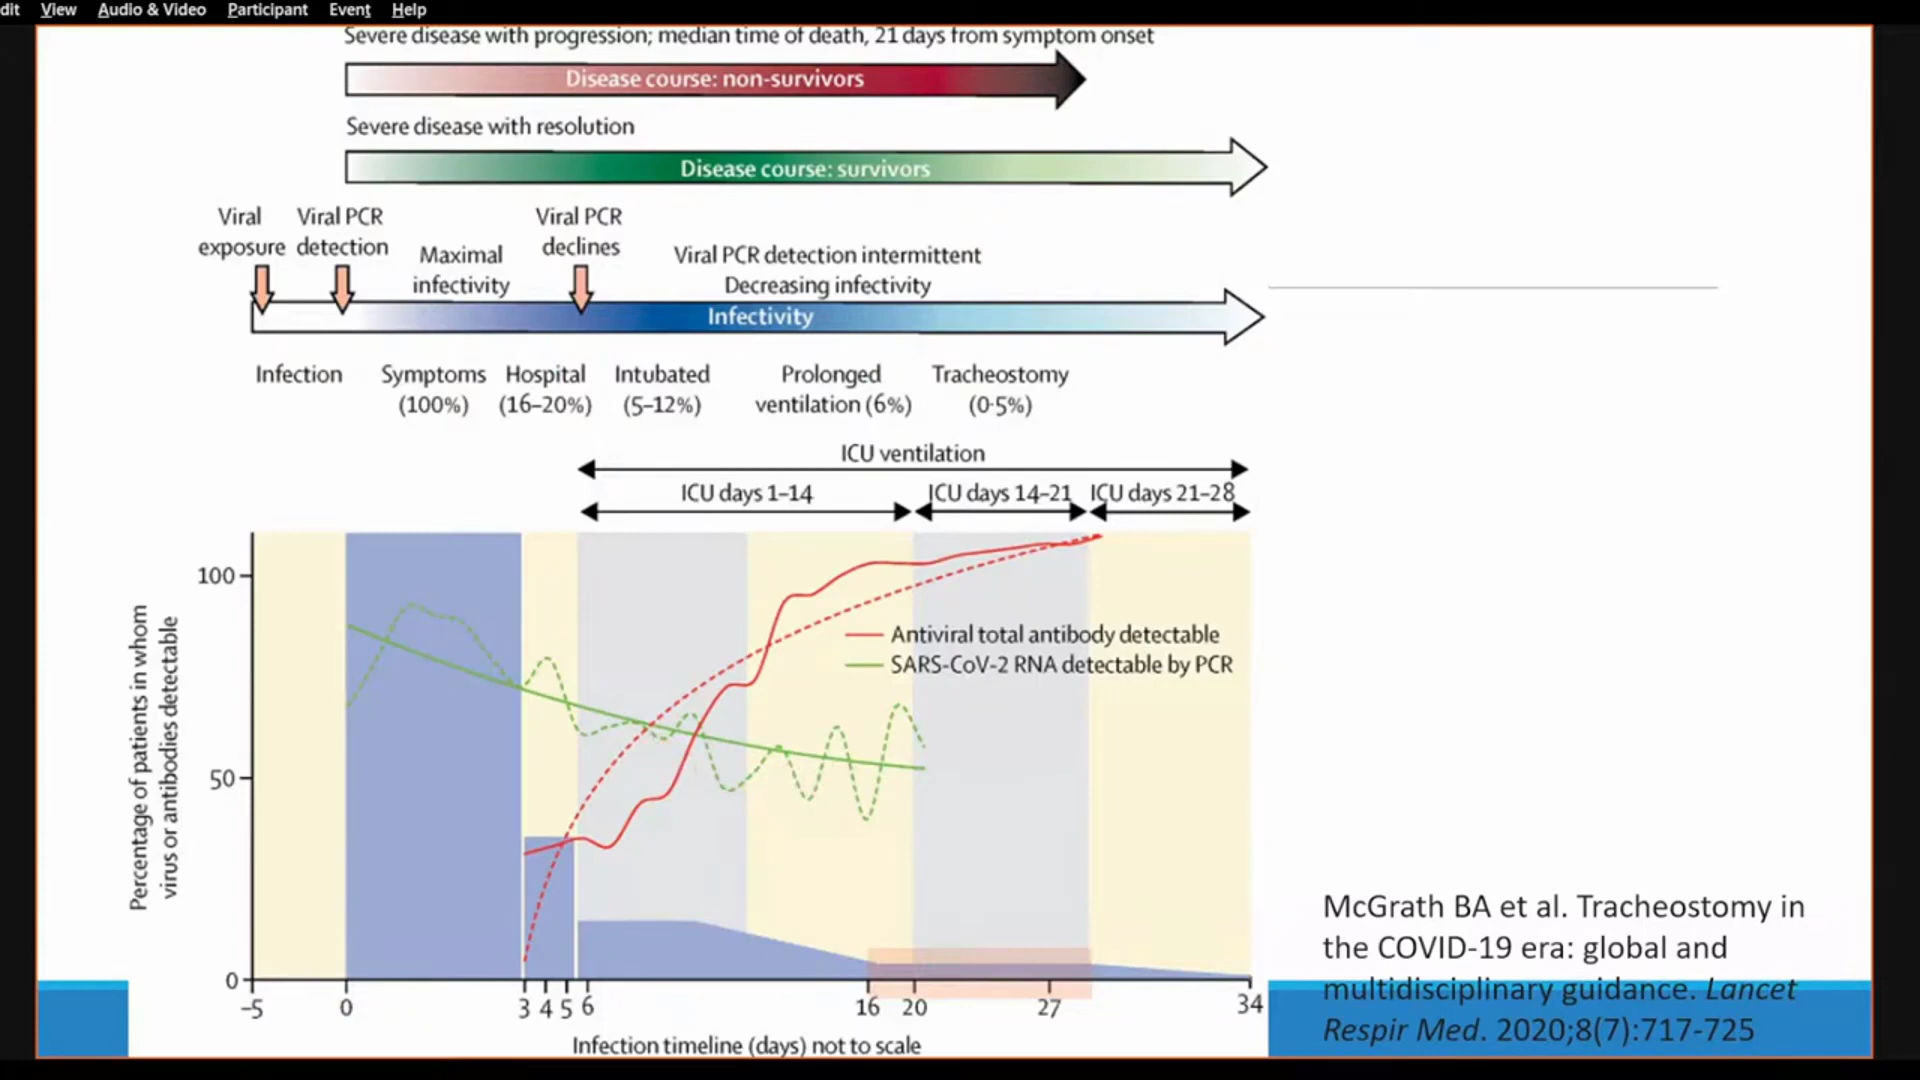 dit View Audio & Video Participant Event Help
Severe disease with progression; median time of death, 21 days from symptom onset
Disease course: non-survivors
Severe disease with resolution
Disease course: survivors
Viral exposure
Viral PCR detection
Maximal infectivity
Viral PCR declines
Viral PCR detection intermittent
Decreasing infectivity
Infectivity
Infection
Symptoms (100%)
Hospital (16–20%)
Intubated (5–12%)
Prolonged ventilation (6%)
Tracheostomy (0·5%)
ICU ventilation
ICU days 1–14
ICU days 14–21
ICU days 21–28
Percentage of patients in whom
virus or antibodies detectable
100
50
0
Antiviral total antibody detectable
SARS-CoV-2 RNA detectable by PCR
–5 0 3 4 5 6 16 20 27 34
Infection timeline (days) not to scale
McGrath BA et al. Tracheostomy in
the COVID-19 era: global and
multidisciplinary guidance. Lancet
Respir Med. 2020;8(7):717-725